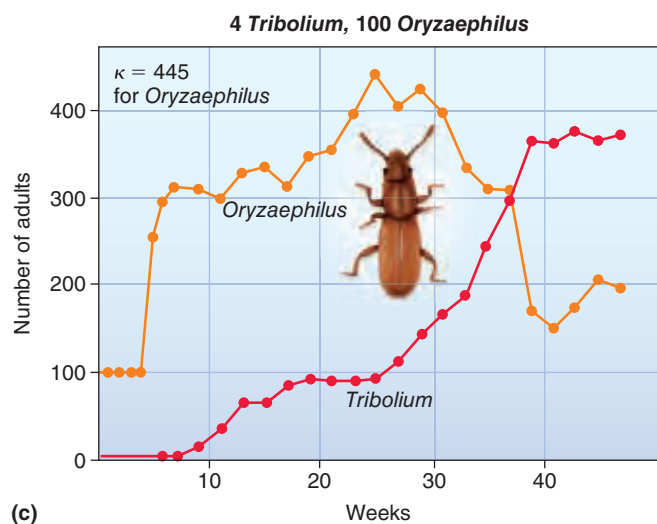 4 Tribolium, 100 Oryzaephilus
κ = 445
for Oryzaephilus
400
300
200
100
0
Number of adults
Oryzaephilus
Tribolium
10 20 30 40
Weeks
(c)